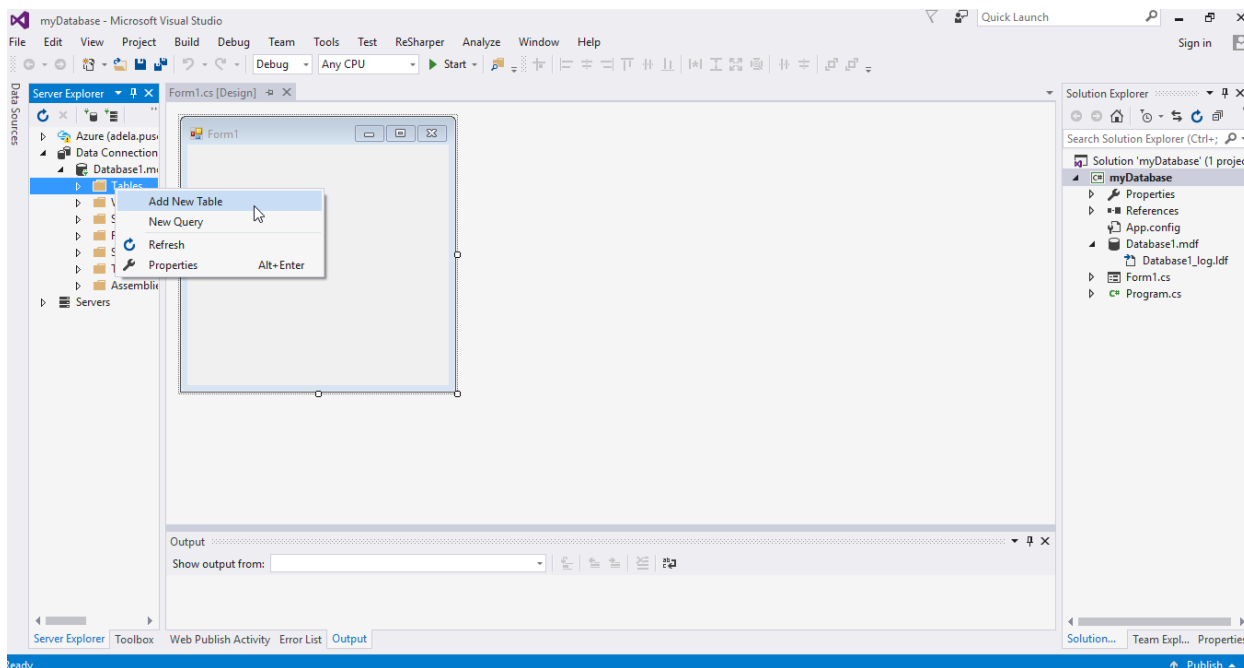 myDatabase - Microsoft Visual Studio
Quick Launch
File Edit View Project Build Debug Team Tools Test ReSharper Analyze Window Help
Sign in
Debug Any CPU Start
Data Sources
Server Explorer
Azure (adela.pus
Data Connection
Database1.m
Tables
V
S
F
S
T
Assemblie
Servers
Add New Table
New Query
Refresh
Properties Alt+Enter
Form1.cs [Design]
Form1
Output
Show output from:
Server Explorer Toolbox
Web Publish Activity Error List Output
Solution Explorer
Search Solution Explorer (Ctrl+;
Solution 'myDatabase' (1 projec
C# myDatabase
Properties
References
App.config
Database1.mdf
Database1_log.ldf
Form1.cs
C# Program.cs
Solution... Team Expl... Properties
Ready
Publish